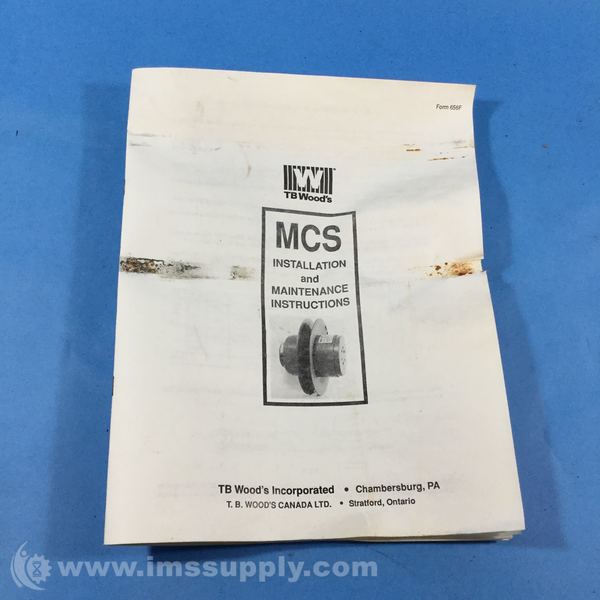 Form 656F
W
TB Wood's
MCS
INSTALLATION
and
MAINTENANCE
INSTRUCTIONS
TB Wood's Incorporated • Chambersburg, PA
T. B. WOOD'S CANADA LTD. • Stratford, Ontario
www.imssupply.com